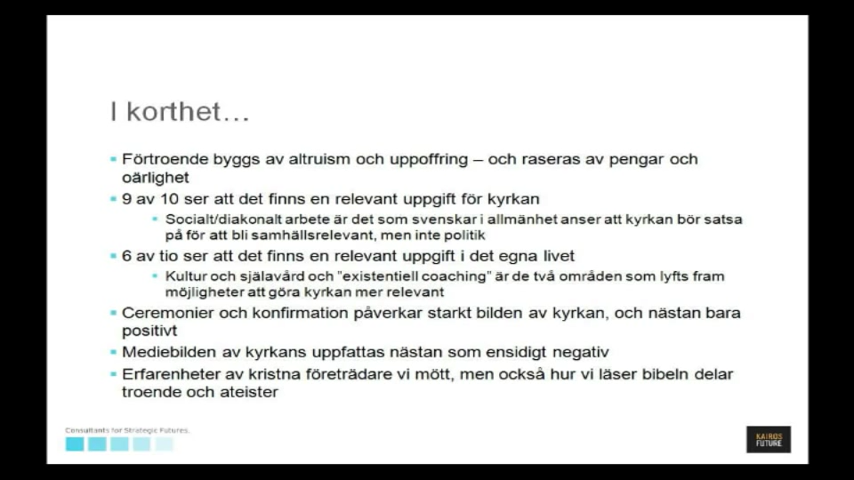 I korthet…
Förtroende byggs av altruism och uppoffring – och raseras av pengar och
oärlighet
9 av 10 ser att det finns en relevant uppgift för kyrkan
Socialt/diakonalt arbete är det som svenskar i allmänhet anser att kyrkan bör satsa
på för att bli samhällsrelevant, men inte politik
6 av tio ser att det finns en relevant uppgift i det egna livet
Kultur och själavård och "existentiell coaching" är de två områden som lyfts fram
möjligheter att göra kyrkan mer relevant
Ceremonier och konfirmation påverkar starkt bilden av kyrkan, och nästan bara
positivt
Mediebilden av kyrkans uppfattas nästan som ensidigt negativ
Erfarenheter av kristna företrädare vi mött, men också hur vi läser bibeln delar
troende och ateister
Consultants for Strategic Futures.
KAIROS
FUTURE